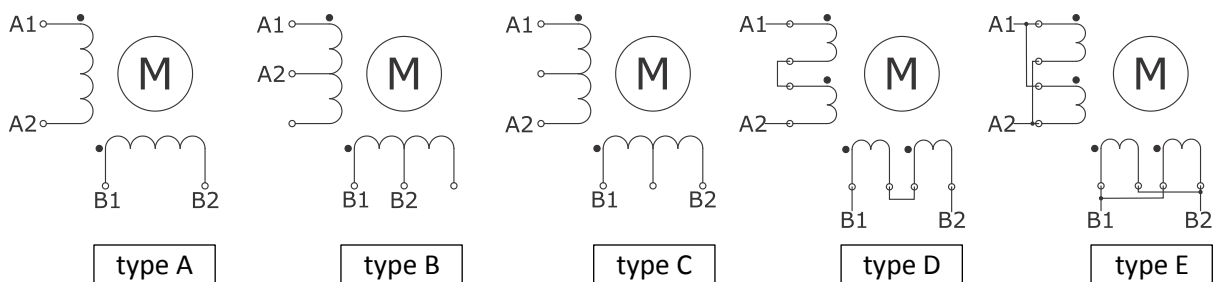 A1 A1 A1 A1 A1
M M M M M
A2
A2 A2 A2 A2
B1 B2 B1 B2 B1 B2
B1 B2 B1 B2
type A type B type C type D type E